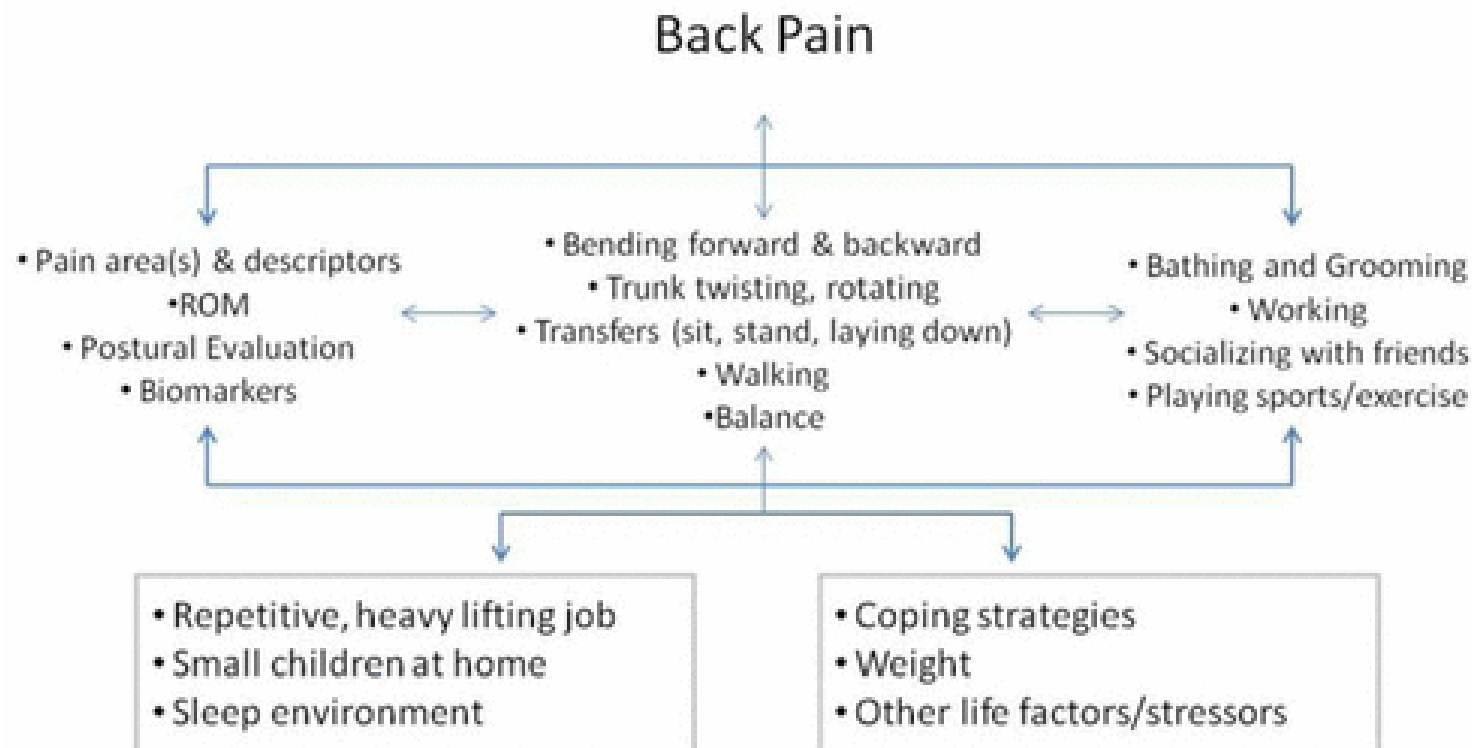 Back Pain
• Pain area(s) & descriptors
•ROM
• Postural Evaluation
• Biomarkers
• Bending forward & backward
• Trunk twisting, rotating
• Transfers (sit, stand, laying down)
• Walking
•Balance
• Bathing and Grooming
• Working
• Socializing with friends
• Playing sports/exercise
• Repetitive, heavy lifting job
• Small children at home
• Sleep environment
• Coping strategies
• Weight
• Other life factors/stressors